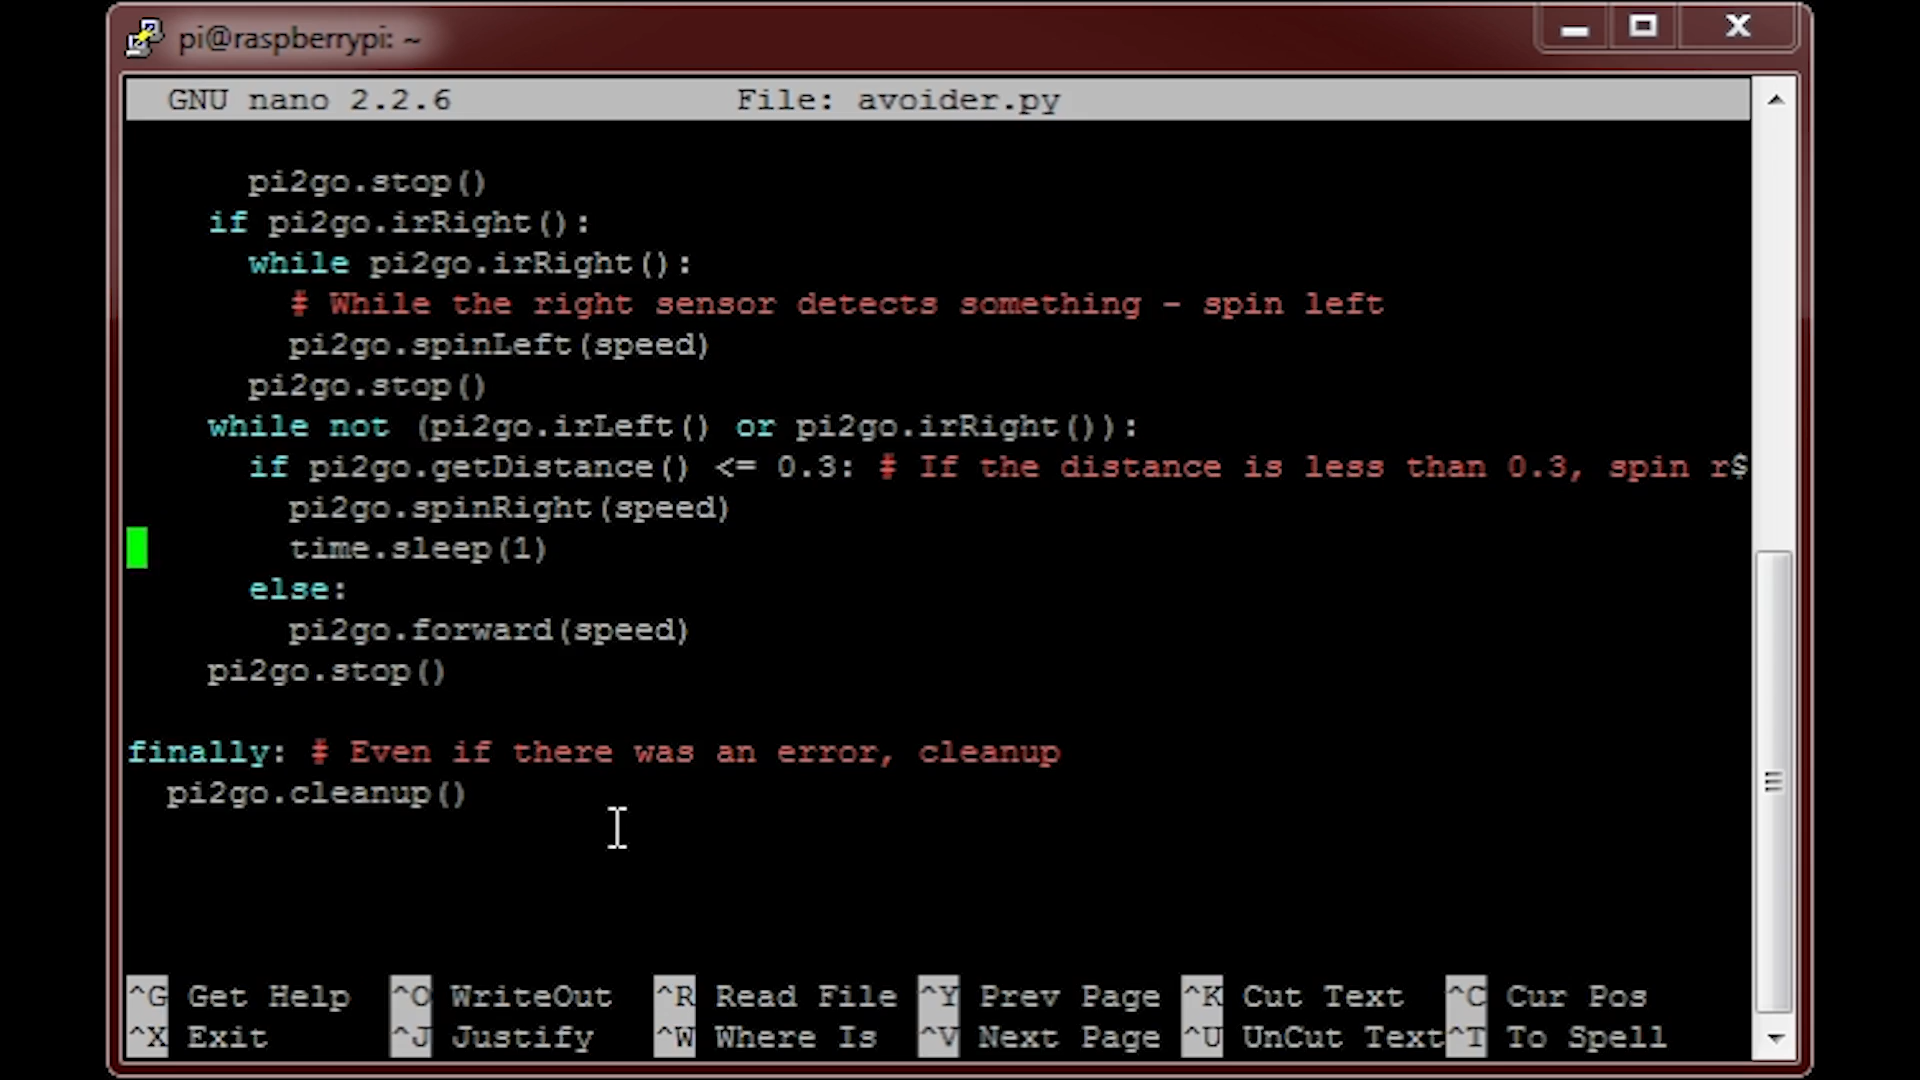 pi@raspberrypi: ~
GNU nano 2.2.6 File: avoider.py
pi2go.stop()
if pi2go.irRight():
while pi2go.irRight():
# While the right sensor detects something - spin left
pi2go.spinLeft(speed)
pi2go.stop()
while not (pi2go.irLeft() or pi2go.irRight()):
if pi2go.getDistance() <= 0.3: # If the distance is less than 0.3, spin r$
pi2go.spinRight(speed)
time.sleep(1)
else:
pi2go.forward(speed)
pi2go.stop()
finally: # Even if there was an error, cleanup
pi2go.cleanup()
^G Get Help ^O WriteOut ^R Read File ^Y Prev Page ^K Cut Text ^C Cur Pos
^X Exit ^J Justify ^W Where Is ^V Next Page ^U UnCut Text ^T To Spell